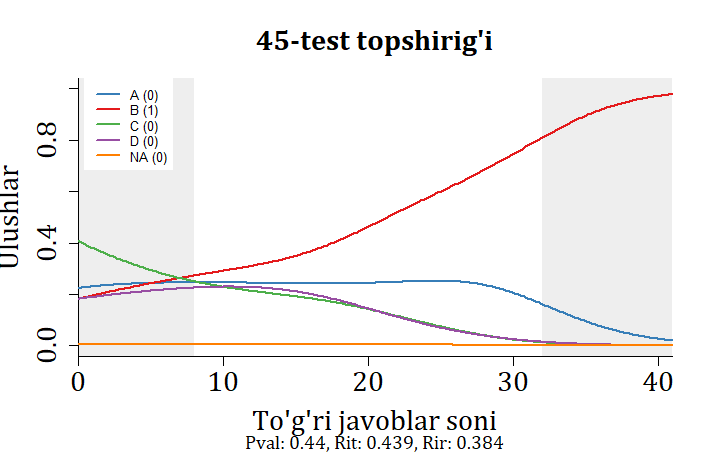 45-test topshirig'i
A (0)
B (1)
C (0)
D (0)
NA (0)
Ulushlar
0.0
0.4
0.8
0
10
20
30
40
To'g'ri javoblar soni
Pval: 0.44, Rit: 0.439, Rir: 0.384